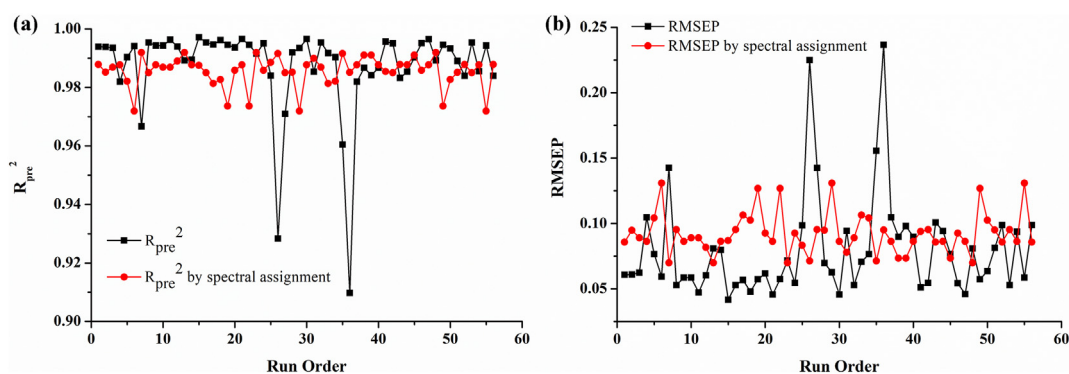 (a)
1.00
0.98
0.96
0.94
0.92
0.90
R_pre^2
R_pre^2
R_pre^2 by spectral assignment
0 10 20 30 40 50 60
Run Order
(b)
0.25
0.20
0.15
0.10
0.05
RMSEP
RMSEP
RMSEP by spectral assignment
0 10 20 30 40 50 60
Run Order